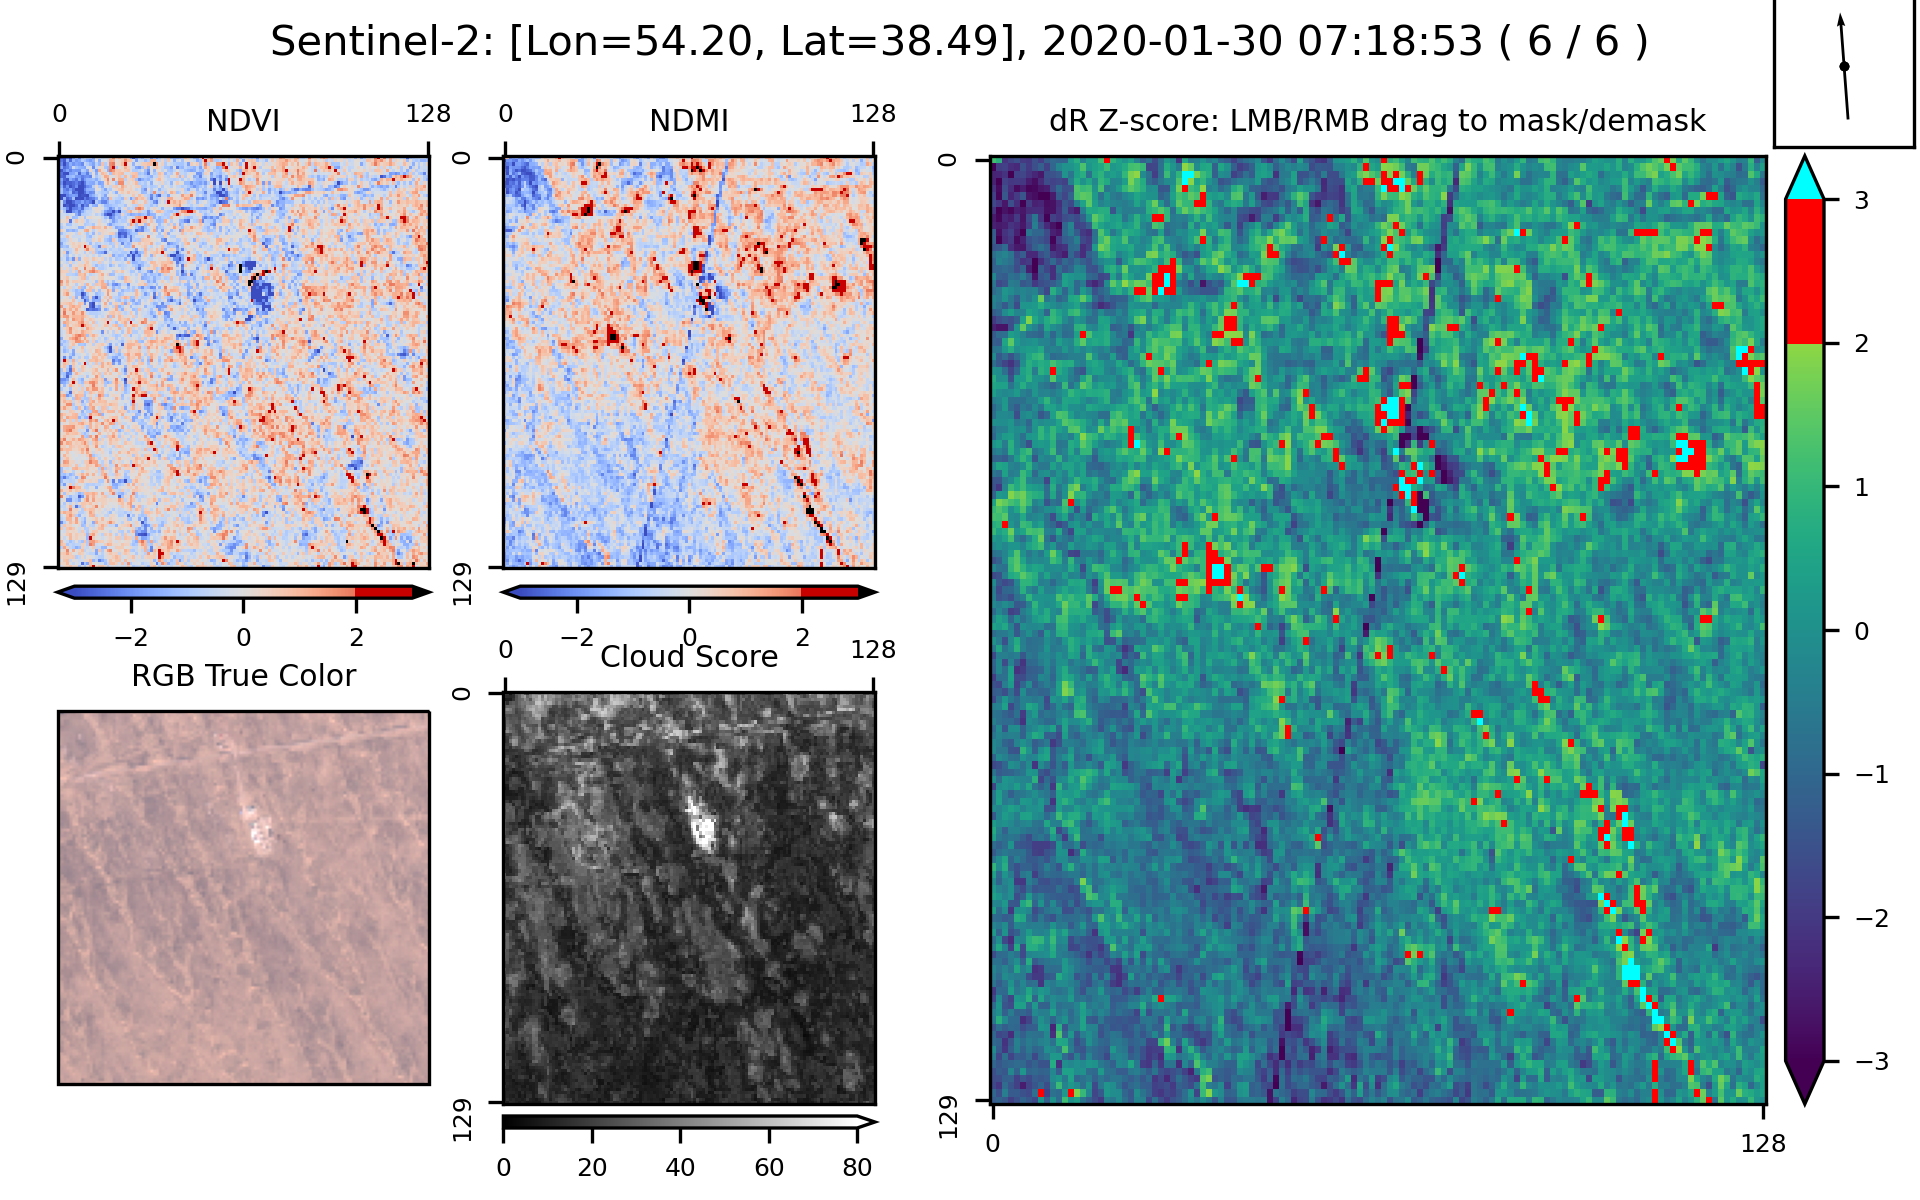 Sentinel-2: [Lon=54.20, Lat=38.49], 2020-01-30 07:18:53 ( 6 / 6 )
0 NDVI 128
0 NDMI 128
dR Z-score: LMB/RMB drag to mask/demask
0
129
0
129
0
129
−2 0 2
−2 0 2
3
2
1
0
−1
−2
−3
0 128
RGB True Color
0 Cloud Score 128
0
129
0 20 40 60 80